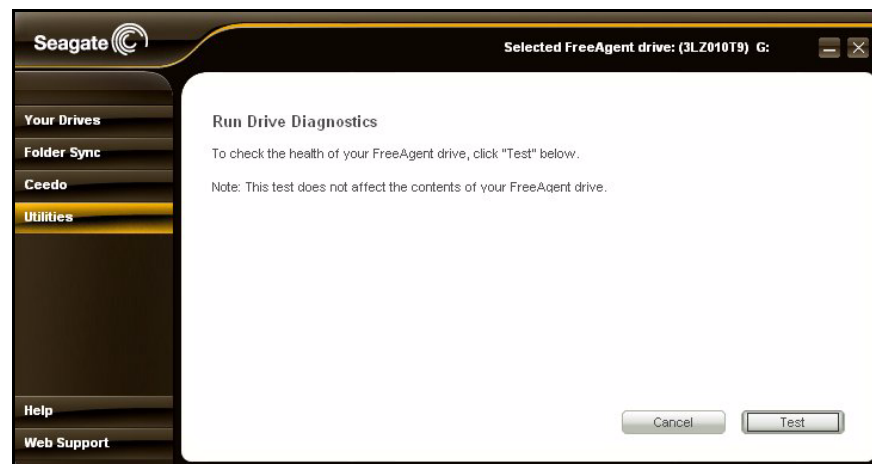 Seagate
Selected FreeAgent drive: (3LZ010T9) G:
Your Drives
Folder Sync
Ceedo
Utilities
Help
Web Support
Run Drive Diagnostics
To check the health of your FreeAgent drive, click "Test" below.
Note: This test does not affect the contents of your FreeAgent drive.
Cancel
Test